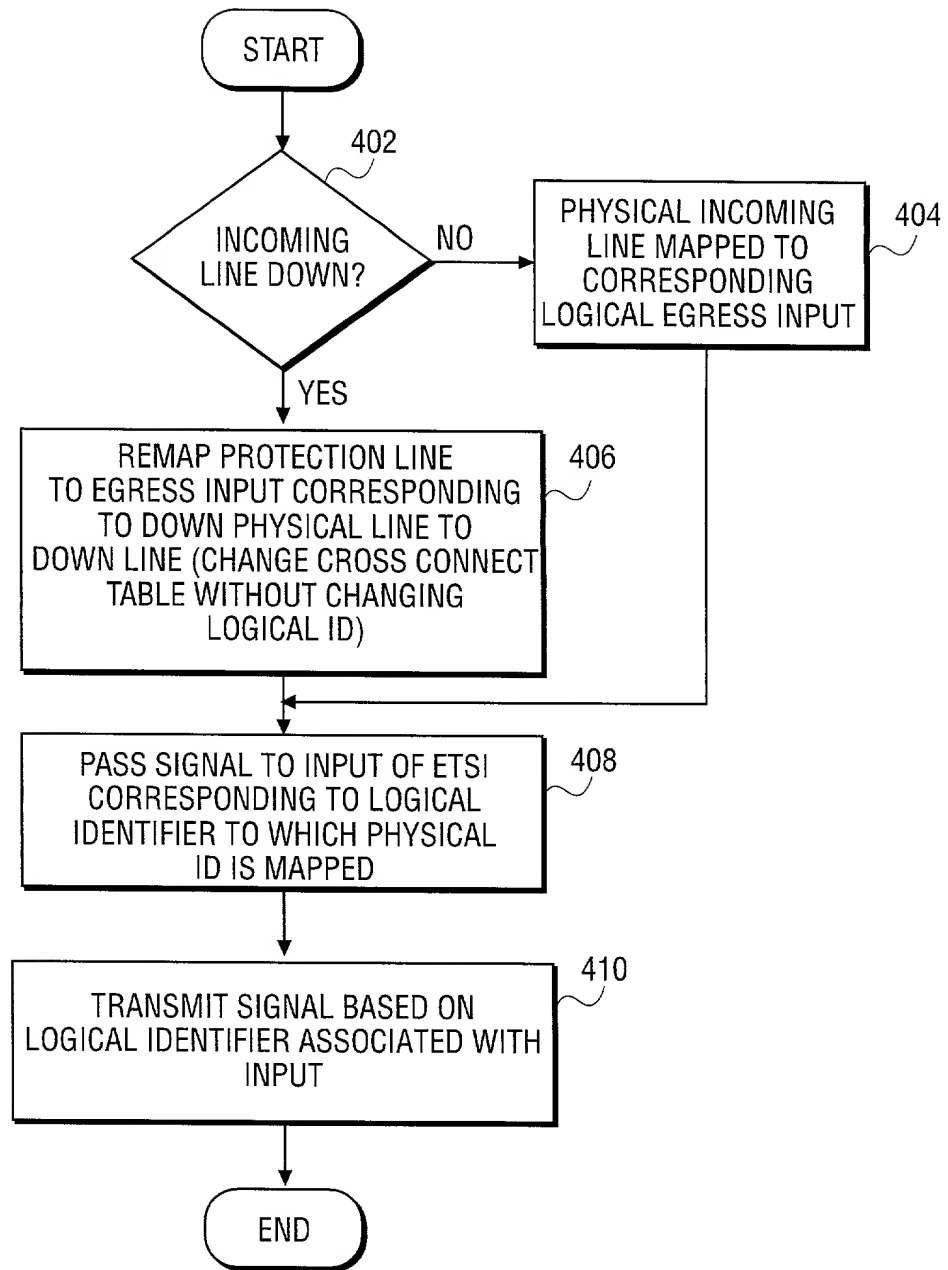 START
402
INCOMING
LINE DOWN?
NO
PHYSICAL INCOMING
LINE MAPPED TO
CORRESPONDING
LOGICAL EGRESS INPUT
404
YES
REMAP PROTECTION LINE
TO EGRESS INPUT CORRESPONDING
TO DOWN PHYSICAL LINE TO
DOWN LINE (CHANGE CROSS CONNECT
TABLE WITHOUT CHANGING
LOGICAL ID)
406
PASS SIGNAL TO INPUT OF ETSI
CORRESPONDING TO LOGICAL
IDENTIFIER TO WHICH PHYSICAL
ID IS MAPPED
408
TRANSMIT SIGNAL BASED ON
LOGICAL IDENTIFIER ASSOCIATED WITH
INPUT
410
END